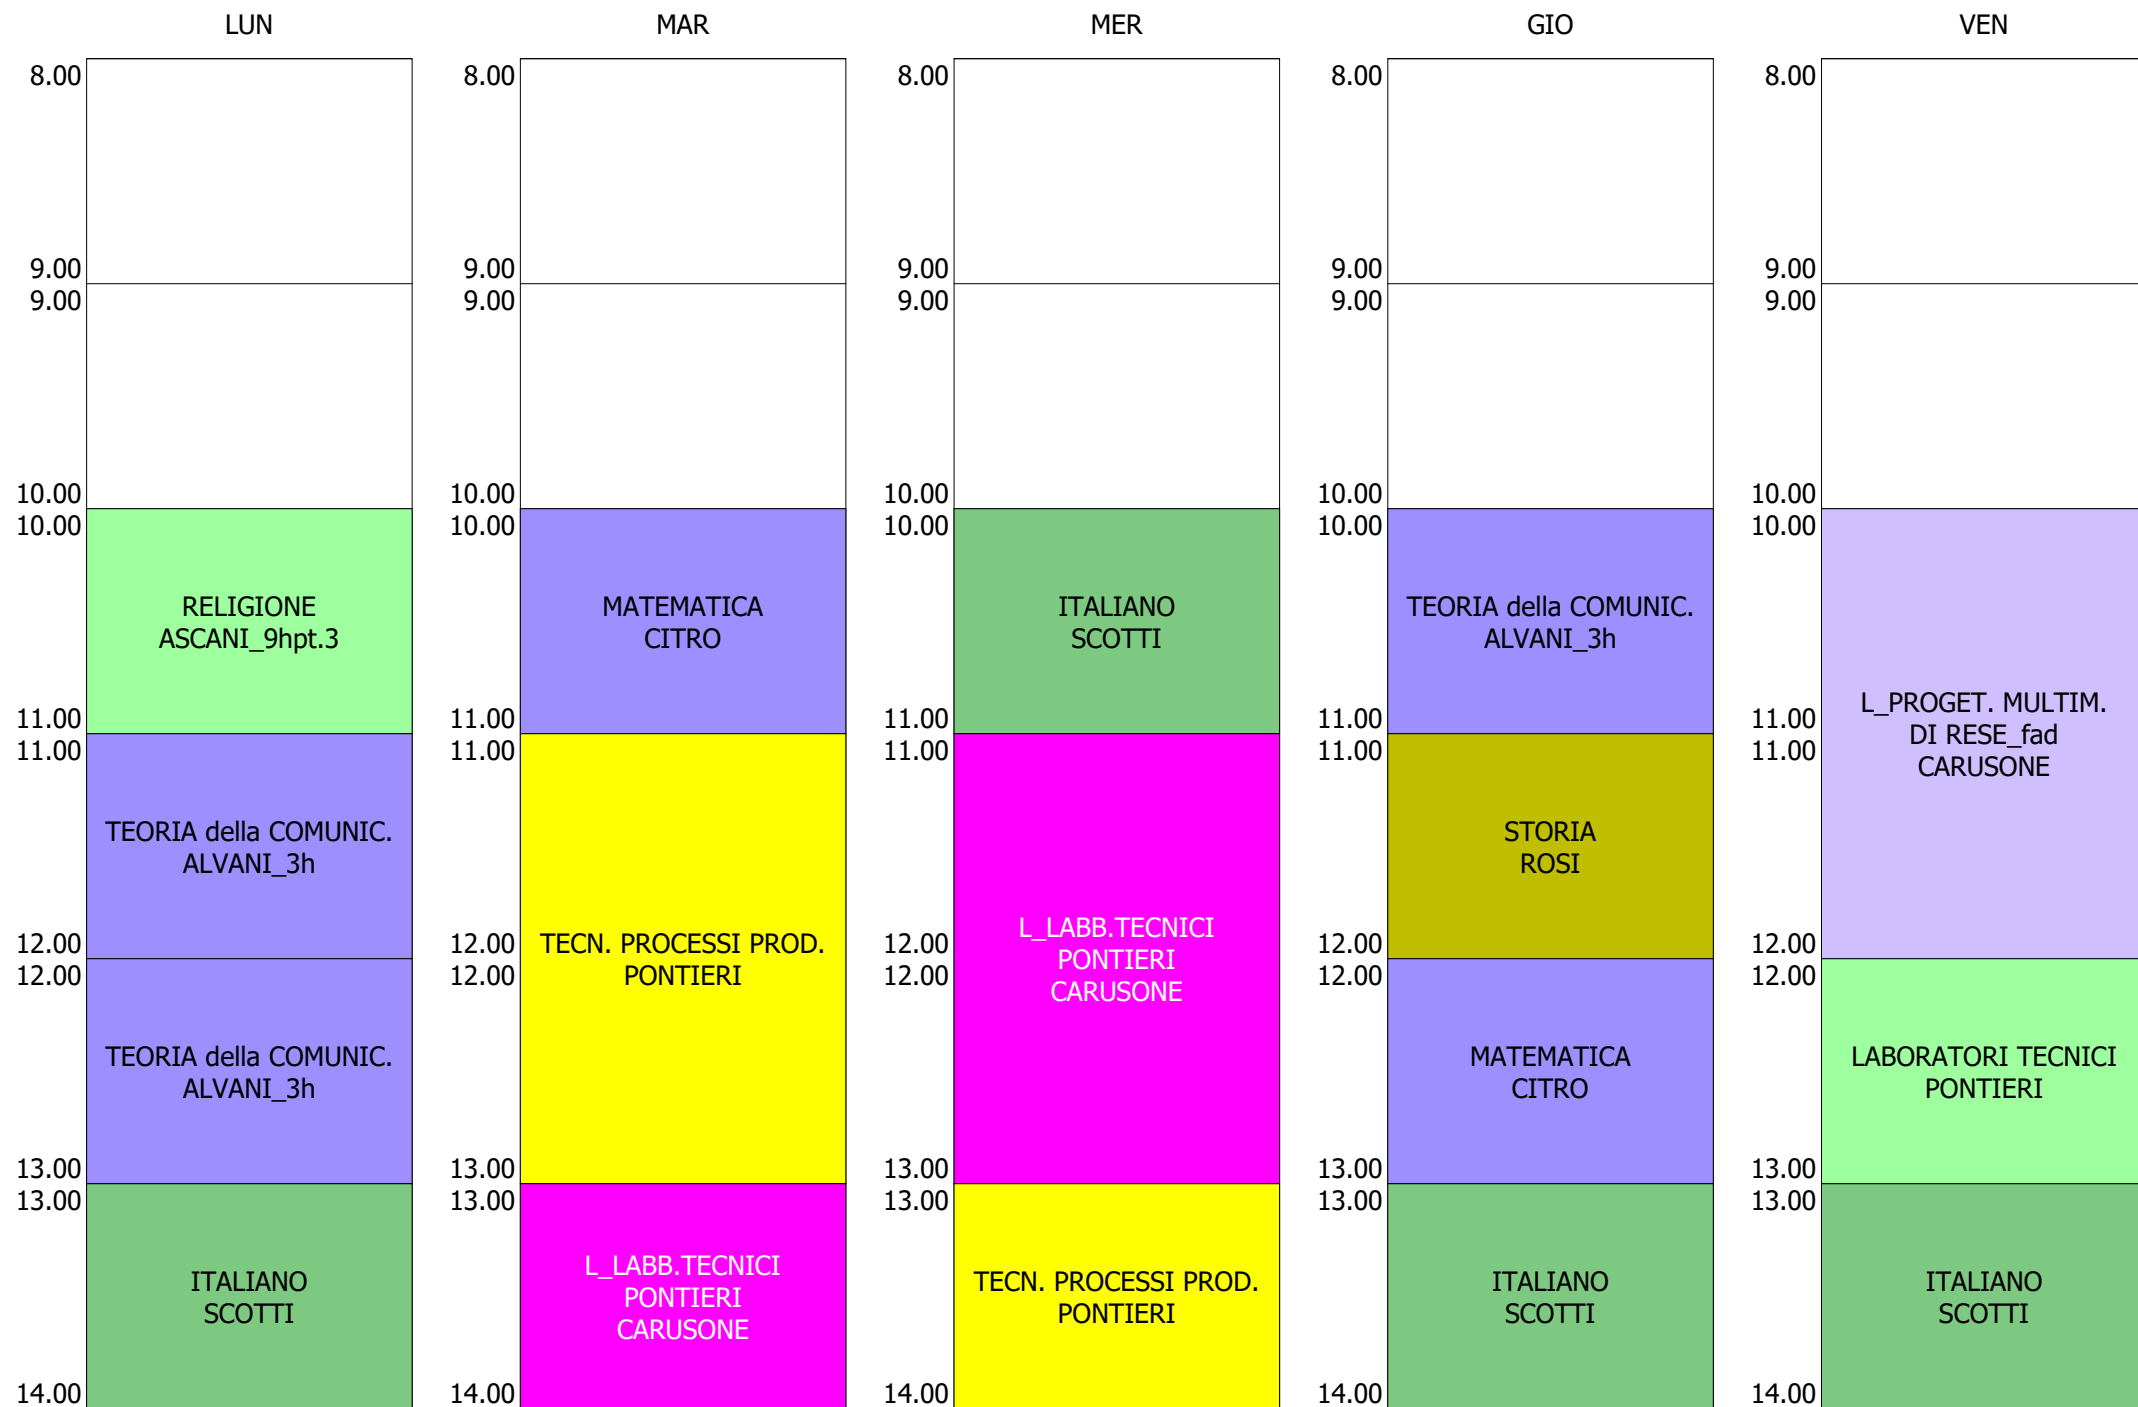 LUN
8.00
9.00
9.00
10.00
10.00
RELIGIONE
ASCANI_9hpt.3
11.00
11.00
TEORIA della COMUNIC.
ALVANI_3h
12.00
12.00
TEORIA della COMUNIC.
ALVANI_3h
13.00
13.00
ITALIANO
SCOTTI
14.00
MAR
8.00
9.00
9.00
10.00
10.00
MATEMATICA
CITRO
11.00
11.00
12.00
TECN. PROCESSI PROD.
PONTIERI
12.00
13.00
13.00
L_LABB.TECNICI
PONTIERI
CARUSONE
14.00
MER
8.00
9.00
9.00
10.00
10.00
ITALIANO
SCOTTI
11.00
11.00
L_LABB.TECNICI
PONTIERI
CARUSONE
12.00
12.00
13.00
13.00
TECN. PROCESSI PROD.
PONTIERI
14.00
GIO
8.00
9.00
9.00
10.00
10.00
TEORIA della COMUNIC.
ALVANI_3h
11.00
11.00
STORIA
ROSI
12.00
12.00
MATEMATICA
CITRO
13.00
13.00
ITALIANO
SCOTTI
14.00
VEN
8.00
9.00
9.00
10.00
10.00
L_PROGET. MULTIM.
DI RESE_fad
CARUSONE
11.00
11.00
12.00
12.00
LABORATORI TECNICI
PONTIERI
13.00
13.00
ITALIANO
SCOTTI
14.00